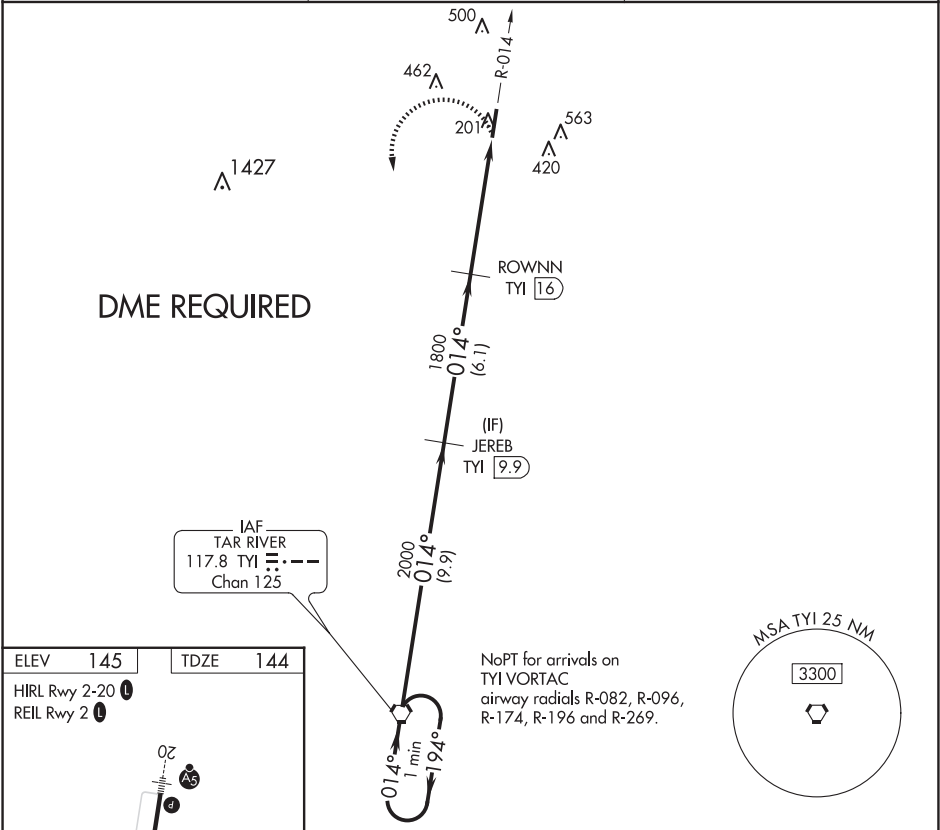 500
R-014
462
201
563
420
1427
ROWNN
TYI 16
DME REQUIRED
1800
014°
(6.1)
(IF)
JEREB
TYI 9.9
IAF
TAR RIVER
117.8 TYI
Chan 125
2000
014°
(9.9)
MSA TYI 25 NM
3300
NoPT for arrivals on
TYI VORTAC
airway radials R-082, R-096,
R-174, R-196 and R-269.
014°
1 min
194°
ELEV 145 TDZE 144
HIRL Rwy 2-20 L
REIL Rwy 2 L
20
A5
P